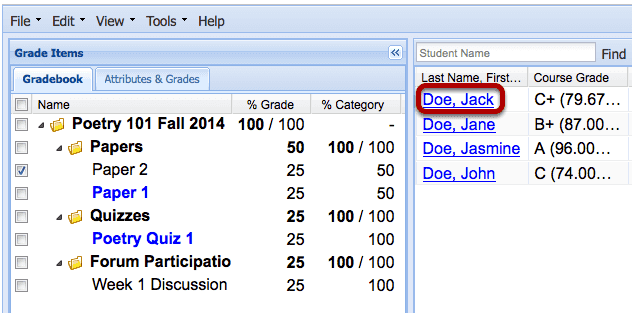 File Edit View Tools Help
Grade Items
Gradebook Attributes & Grades
Name % Grade % Category
Poetry 101 Fall 2014 100 / 100 -
Papers 50 100 / 100
Paper 2 25 50
Paper 1 25 50
Quizzes 25 100 / 100
Poetry Quiz 1 25 100
Forum Participatio 25 100 / 100
Week 1 Discussion 25 100
Student Name Find
Last Name, First... Course Grade
Doe, Jack C+ (79.67...
Doe, Jane B+ (87.00...
Doe, Jasmine A (96.00...
Doe, John C (74.00...